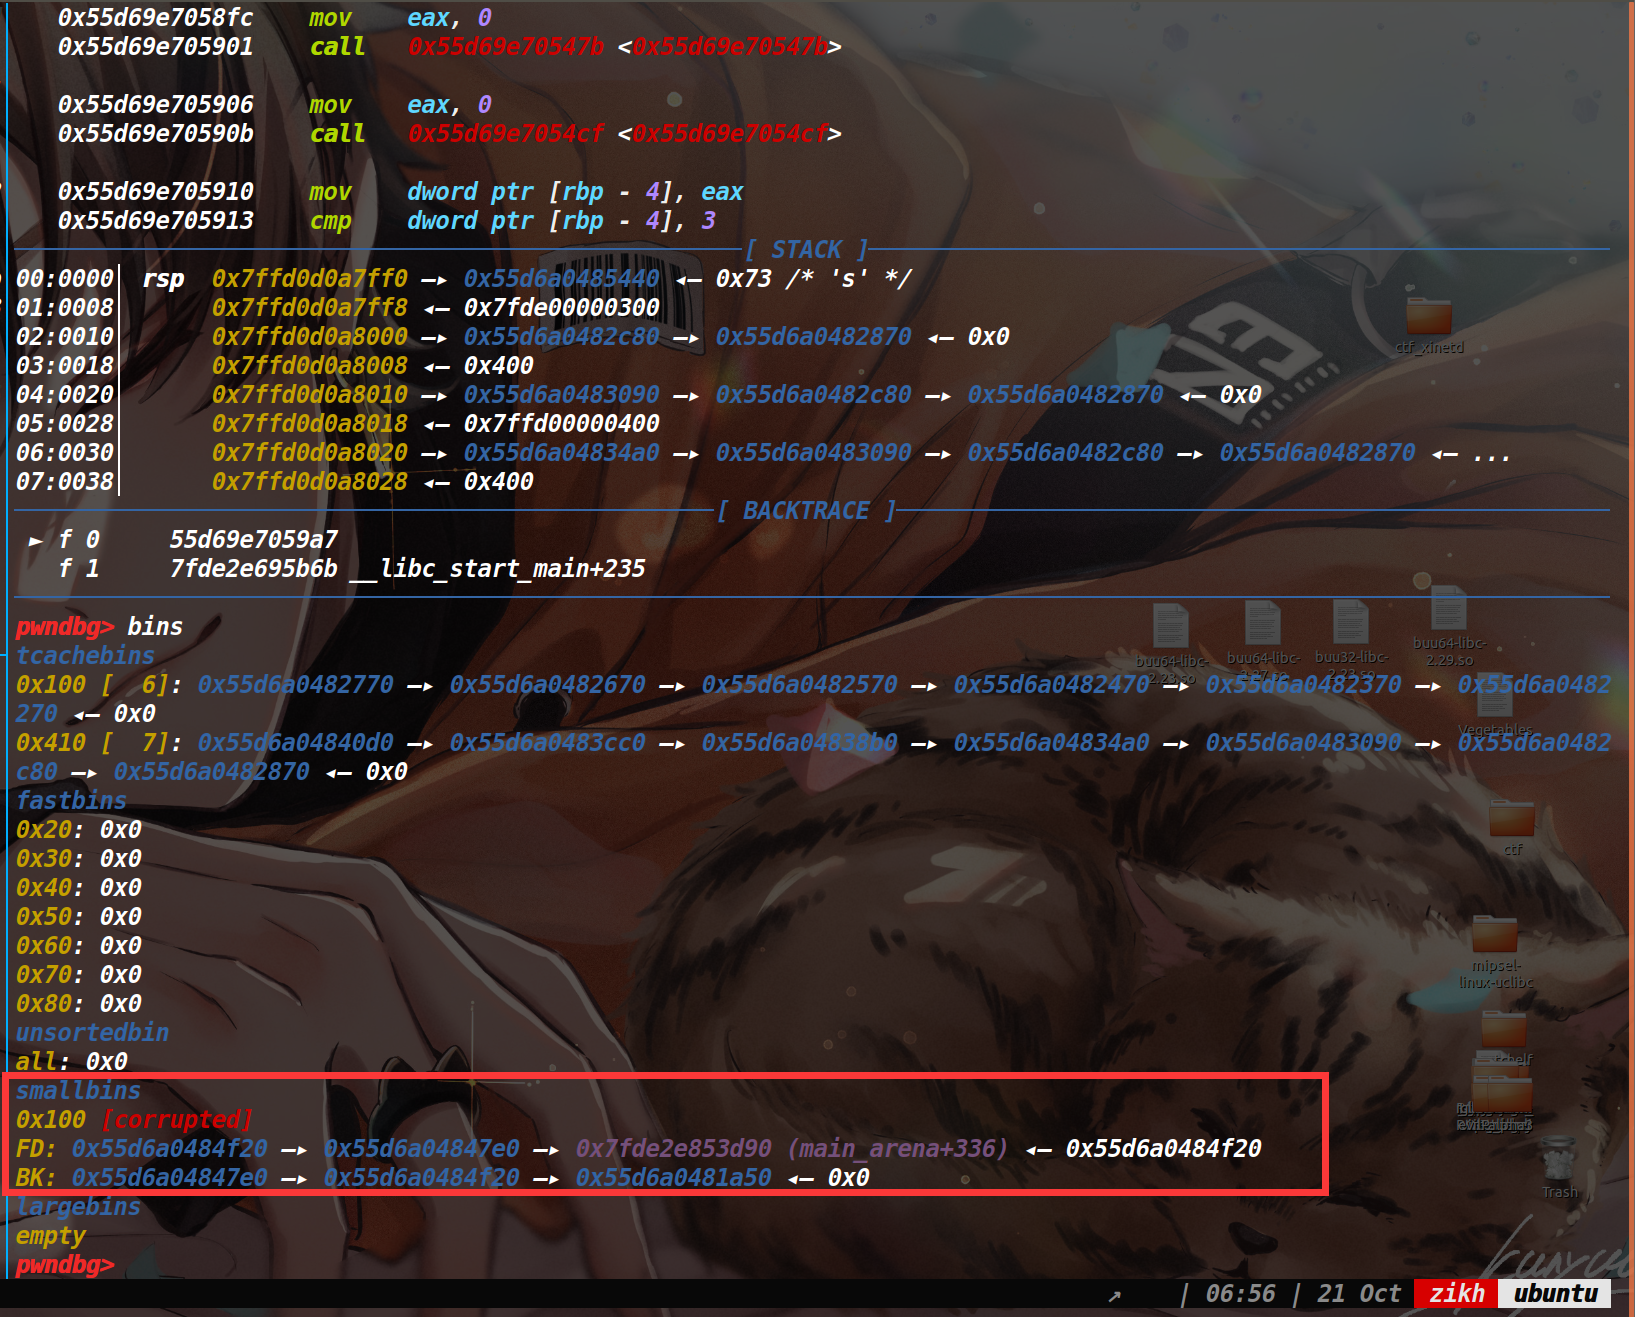 0x55d69e7058fc mov eax, 0
0x55d69e705901 call 0x55d69e70547b <0x55d69e70547b>
0x55d69e705906 mov eax, 0
0x55d69e70590b call 0x55d69e7054cf <0x55d69e7054cf>
0x55d69e705910 mov dword ptr [rbp - 4], eax
0x55d69e705913 cmp dword ptr [rbp - 4], 3
[ STACK ]
00:0000│ rsp 0x7ffd0d0a7ff0 —▸ 0x55d6a0485440 ◂— 0x73 /* 's' */
01:0008│ 0x7ffd0d0a7ff8 ◂— 0x7fde00000300
02:0010│ 0x7ffd0d0a8000 —▸ 0x55d6a0482c80 —▸ 0x55d6a0482870 ◂— 0x0
03:0018│ 0x7ffd0d0a8008 ◂— 0x400
04:0020│ 0x7ffd0d0a8010 —▸ 0x55d6a0483090 —▸ 0x55d6a0482c80 —▸ 0x55d6a0482870 ◂— 0x0
05:0028│ 0x7ffd0d0a8018 ◂— 0x7ffd00000400
06:0030│ 0x7ffd0d0a8020 —▸ 0x55d6a04834a0 —▸ 0x55d6a0483090 —▸ 0x55d6a0482c80 —▸ 0x55d6a0482870 ◂— ...
07:0038│ 0x7ffd0d0a8028 ◂— 0x400
[ BACKTRACE ]
► f 0 55d69e7059a7
f 1 7fde2e695b6b __libc_start_main+235
pwndbg> bins
tcachebins
0x100 [ 6]: 0x55d6a0482770 —▸ 0x55d6a0482670 —▸ 0x55d6a0482570 —▸ 0x55d6a0482470 —▸ 0x55d6a0482370 —▸ 0x55d6a0482
270 ◂— 0x0
0x410 [ 7]: 0x55d6a04840d0 —▸ 0x55d6a0483cc0 —▸ 0x55d6a04838b0 —▸ 0x55d6a04834a0 —▸ 0x55d6a0483090 —▸ 0x55d6a0482
c80 —▸ 0x55d6a0482870 ◂— 0x0
fastbins
0x20: 0x0
0x30: 0x0
0x40: 0x0
0x50: 0x0
0x60: 0x0
0x70: 0x0
0x80: 0x0
unsortedbin
all: 0x0
smallbins
0x100 [corrupted]
FD: 0x55d6a0484f20 —▸ 0x55d6a04847e0 —▸ 0x7fde2e853d90 (main_arena+336) ◂— 0x55d6a0484f20
BK: 0x55d6a04847e0 —▸ 0x55d6a0484f20 —▸ 0x55d6a0481a50 ◂— 0x0
largebins
empty
pwndbg>
↗ | 06:56 | 21 Oct zikh ubuntu
ctf_xinetd
buu64-libc-
2.23.so
buu64-libc-
buu32-libc-
buu64-libc-
2.29.so
Vegetables
ctf
mipsel-
linux-uclibc
Trash